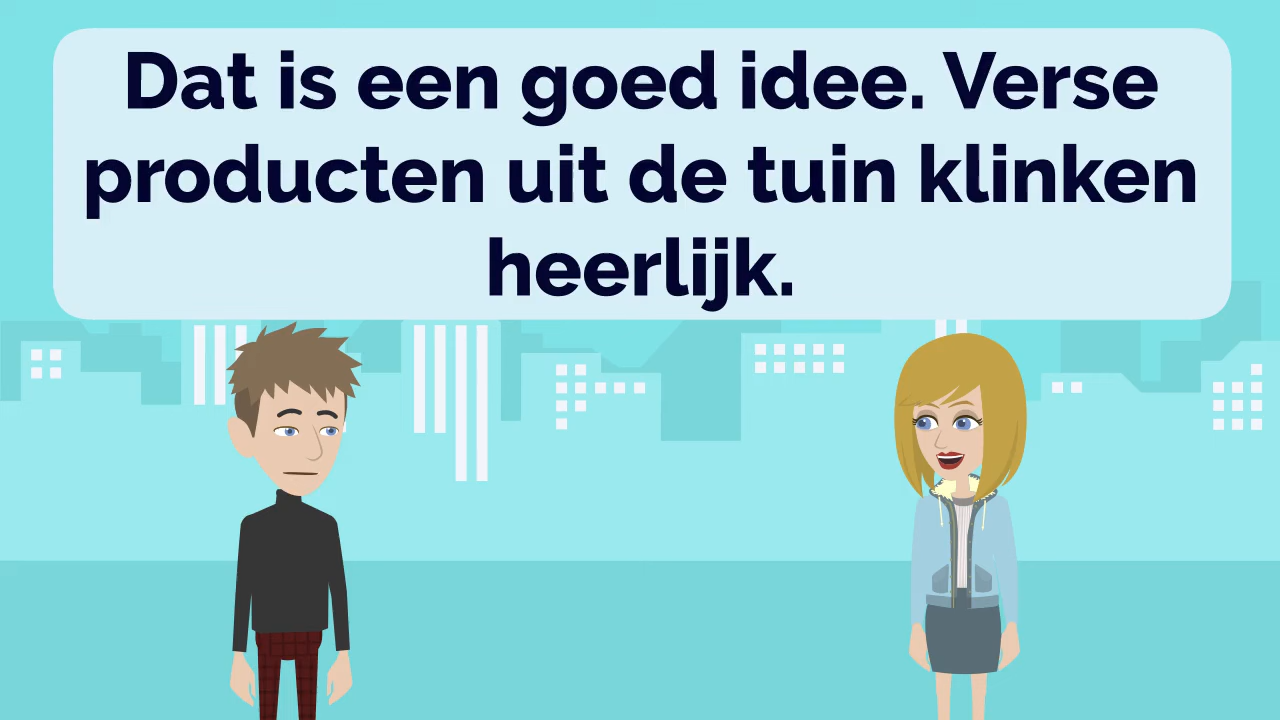 Dat is een goed idee. Verse
producten uit de tuin klinken
heerlijk.